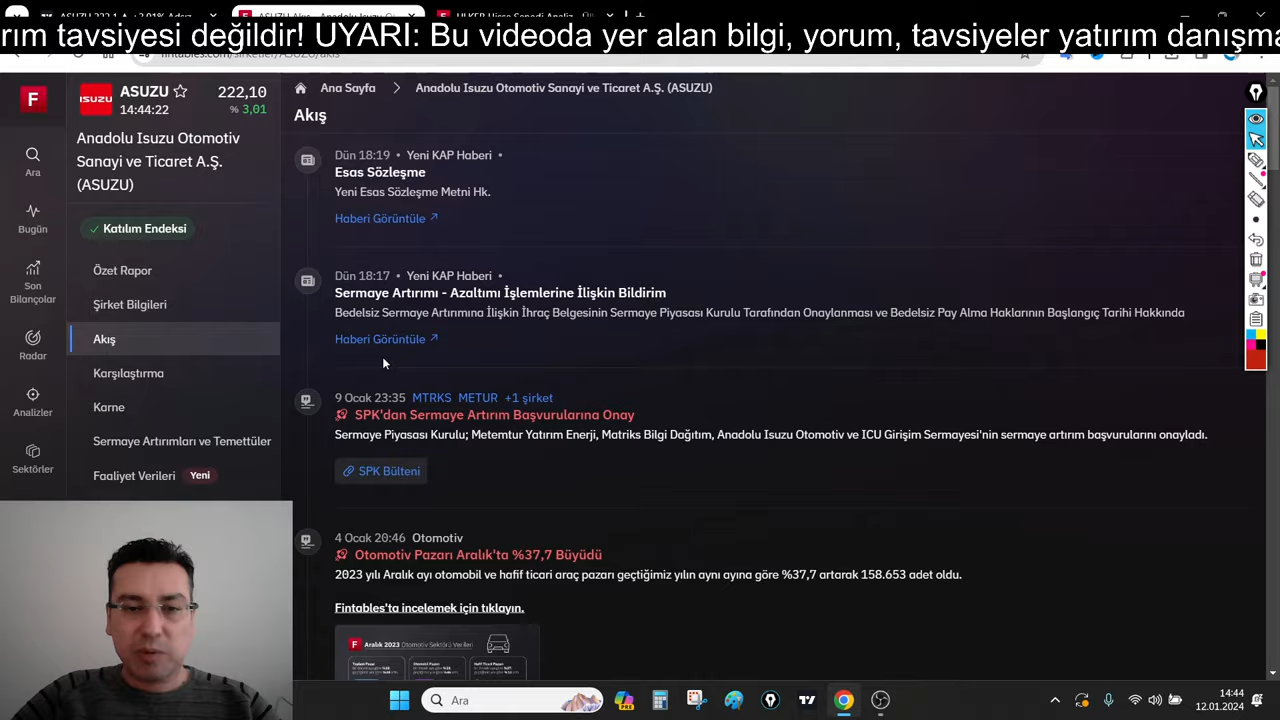 rım tavsiyesi değildir! UYARI: Bu videoda yer alan bilgi, yorum, tavsiyeler yatırım danışma
F
ISUZU
ASUZU
222,10
14:44:22
% 3,01
Anadolu Isuzu Otomotiv
Sanayi ve Ticaret A.Ş.
(ASUZU)
Katılım Endeksi
Özet Rapor
Şirket Bilgileri
Akış
Karşılaştırma
Karne
Sermaye Artırımları ve Temettüler
Faaliyet Verileri Yeni
Ara
Bugün
Son
Bilançolar
Radar
Analizler
Sektörler
Ana Sayfa > Anadolu Isuzu Otomotiv Sanayi ve Ticaret A.Ş. (ASUZU)
Akış
Dün 18:19 • Yeni KAP Haberi •
Esas Sözleşme
Yeni Esas Sözleşme Metni Hk.
Haberi Görüntüle
Dün 18:17 • Yeni KAP Haberi •
Sermaye Artırımı - Azaltımı İşlemlerine İlişkin Bildirim
Bedelsiz Sermaye Artırımına İlişkin İhraç Belgesinin Sermaye Piyasası Kurulu Tarafından Onaylanması ve Bedelsiz Pay Alma Haklarının Başlangıç Tarihi Hakkında
Haberi Görüntüle
9 Ocak 23:35 MTRKS METUR +1 şirket
SPK'dan Sermaye Artırım Başvurularına Onay
Sermaye Piyasası Kurulu; Metemtur Yatırım Enerji, Matriks Bilgi Dağıtım, Anadolu Isuzu Otomotiv ve ICU Girişim Sermayesi'nin sermaye artırım başvurularını onayladı.
SPK Bülteni
4 Ocak 20:46 Otomotiv
Otomotiv Pazarı Aralık'ta %37,7 Büyüdü
2023 yılı Aralık ayı otomobil ve hafif ticari araç pazarı geçtiğimiz yılın aynı ayına göre %37,7 artarak 158.653 adet oldu.
Fintables'ta incelemek için tıklayın.
F Aralık 2023 Otomotiv Sektörü Verileri
Ara
14:44
12.01.2024